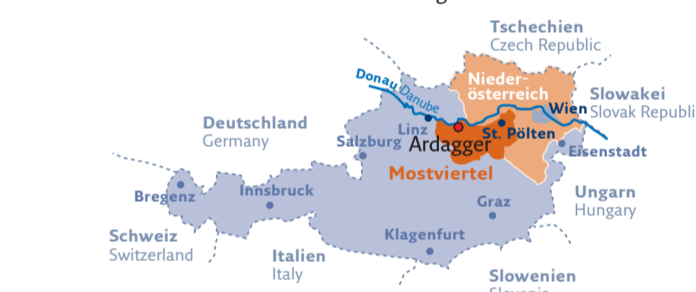 Tschechien
Czech Republic
Donau
Danube
Nieder-
österreich
Slowakei
Slovak Republi
Wien
Deutschland
Germany
Linz
St. Pölten
Salzburg
Ardagger
Eisenstadt
Mostviertel
Bregenz
Innsbruck
Ungarn
Hungary
Graz
Schweiz
Switzerland
Klagenfurt
Italien
Italy
Slowenien